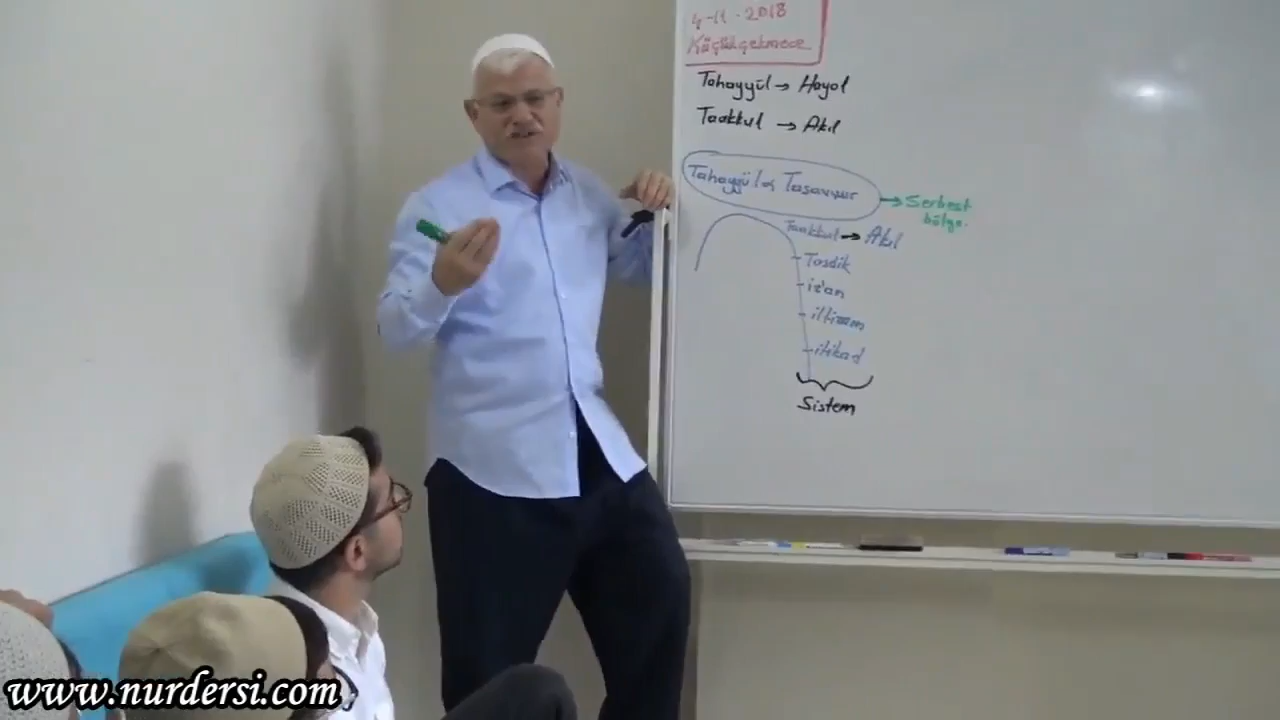 4-11-2018
Küçükçekmece
Tahayyül → Hayal
Taakkul → Akıl
Tahayyül Tasavvur → Serbest
bölge.
Taakkul → Akıl
Tasdik
iz'an
iltizam
itikad
Sistem
www.nurdersi.com